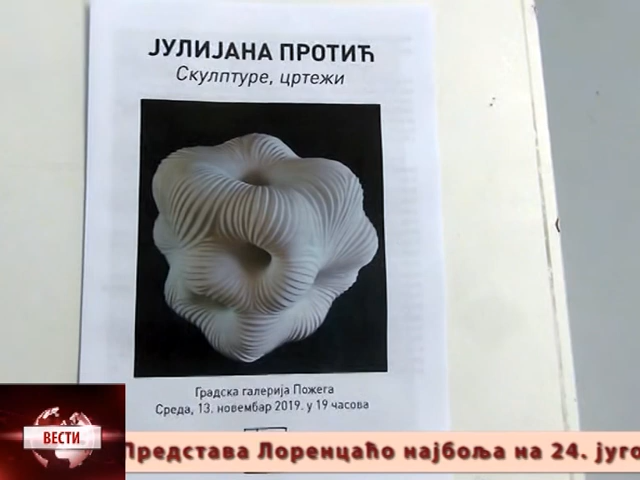 ЈУЛИЈАНА ПРОТИЋ
Скулптуре, цртежи
Градска галерија Пожега
Среда, 13. новембар 2019. у 19 часова
ВЕСТИ
Представа Лоренцаћо најбоља на 24. југо